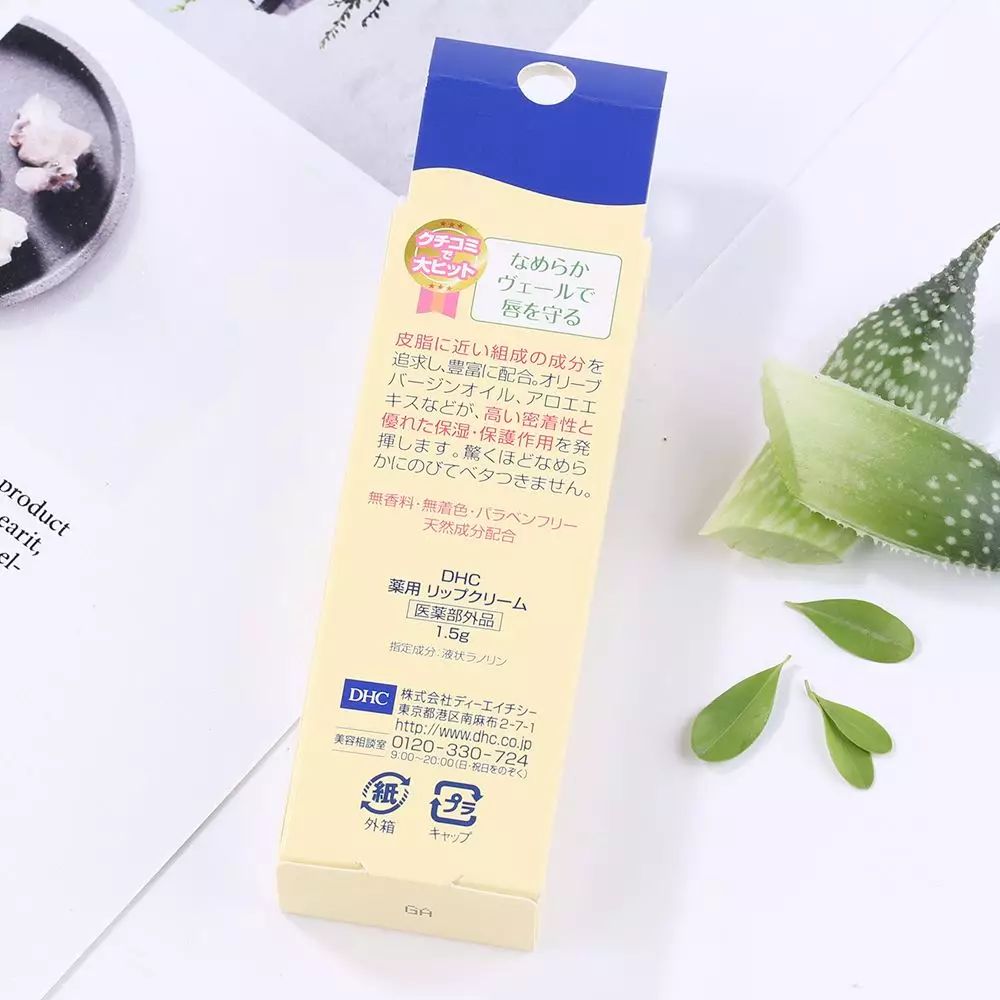 クチコミ
で
大ヒット
なめらか
ヴェールで
唇を守る
皮脂に近い組成の成分を
追求し、豊富に配合。オリーブ
バージンオイル、アロエエ
キスなどが、高い密着性と
優れた保湿・保護作用を発
揮します。驚くほどなめら
かにのびてベタつきません。
無香料・無着色・パラベンフリー
天然成分配合
DHC
薬用 リップクリーム
医薬部外品
1.5g
指定成分：液状ラノリン
DHC
株式会社ディーエイチシー
東京都港区南麻布2-7-1
http://www.dhc.co.jp
美容相談室 0120-330-724
9:00〜20:00(日・祝日をのぞく)
紙
外箱
プラ
キャップ
GA
product
earit,
el-